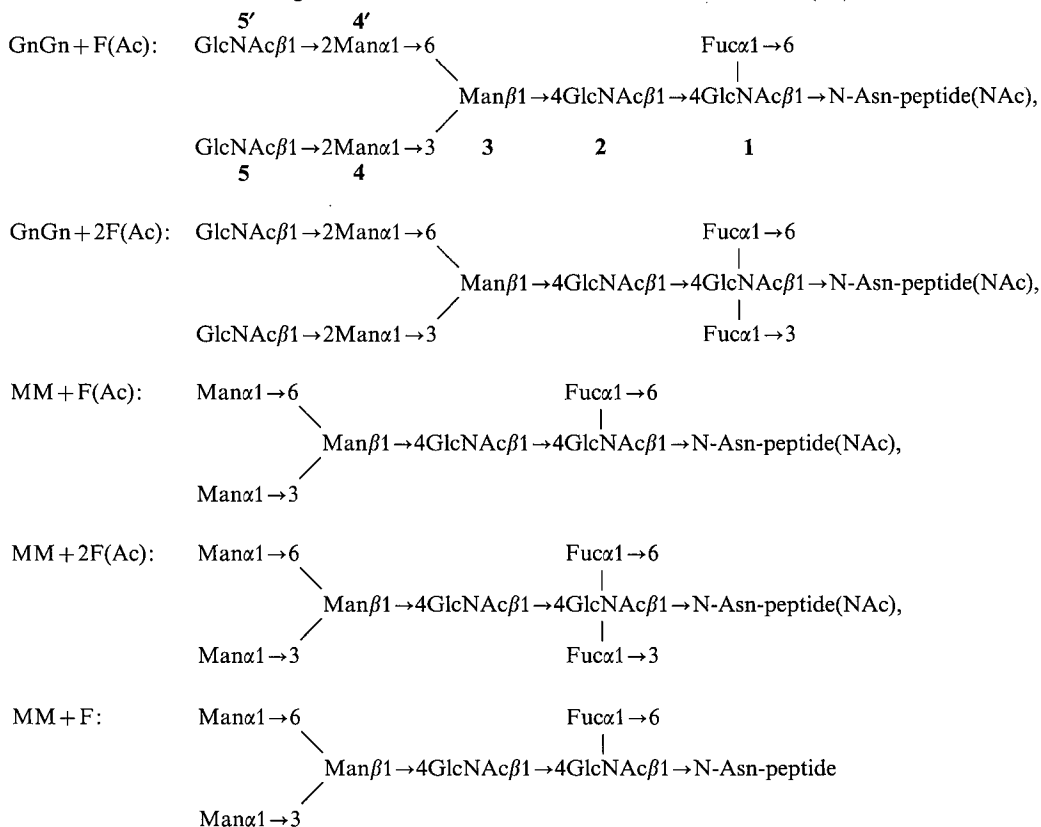 5′ 4′
GnGn + F(Ac): GlcNAcβ1→2Manα1→6 Fucα1→6
Manβ1→4GlcNAcβ1→4GlcNAcβ1→N-Asn-peptide(NAc),
GlcNAcβ1→2Manα1→3 3 2 1
5 4
GnGn + 2F(Ac): GlcNAcβ1→2Manα1→6 Fucα1→6
Manβ1→4GlcNAcβ1→4GlcNAcβ1→N-Asn-peptide(NAc),
GlcNAcβ1→2Manα1→3 Fucα1→3
MM + F(Ac): Manα1→6 Fucα1→6
Manβ1→4GlcNAcβ1→4GlcNAcβ1→N-Asn-peptide(NAc),
Manα1→3
MM + 2F(Ac): Manα1→6 Fucα1→6
Manβ1→4GlcNAcβ1→4GlcNAcβ1→N-Asn-peptide(NAc),
Manα1→3 Fucα1→3
MM + F: Manα1→6 Fucα1→6
Manβ1→4GlcNAcβ1→4GlcNAcβ1→N-Asn-peptide
Manα1→3